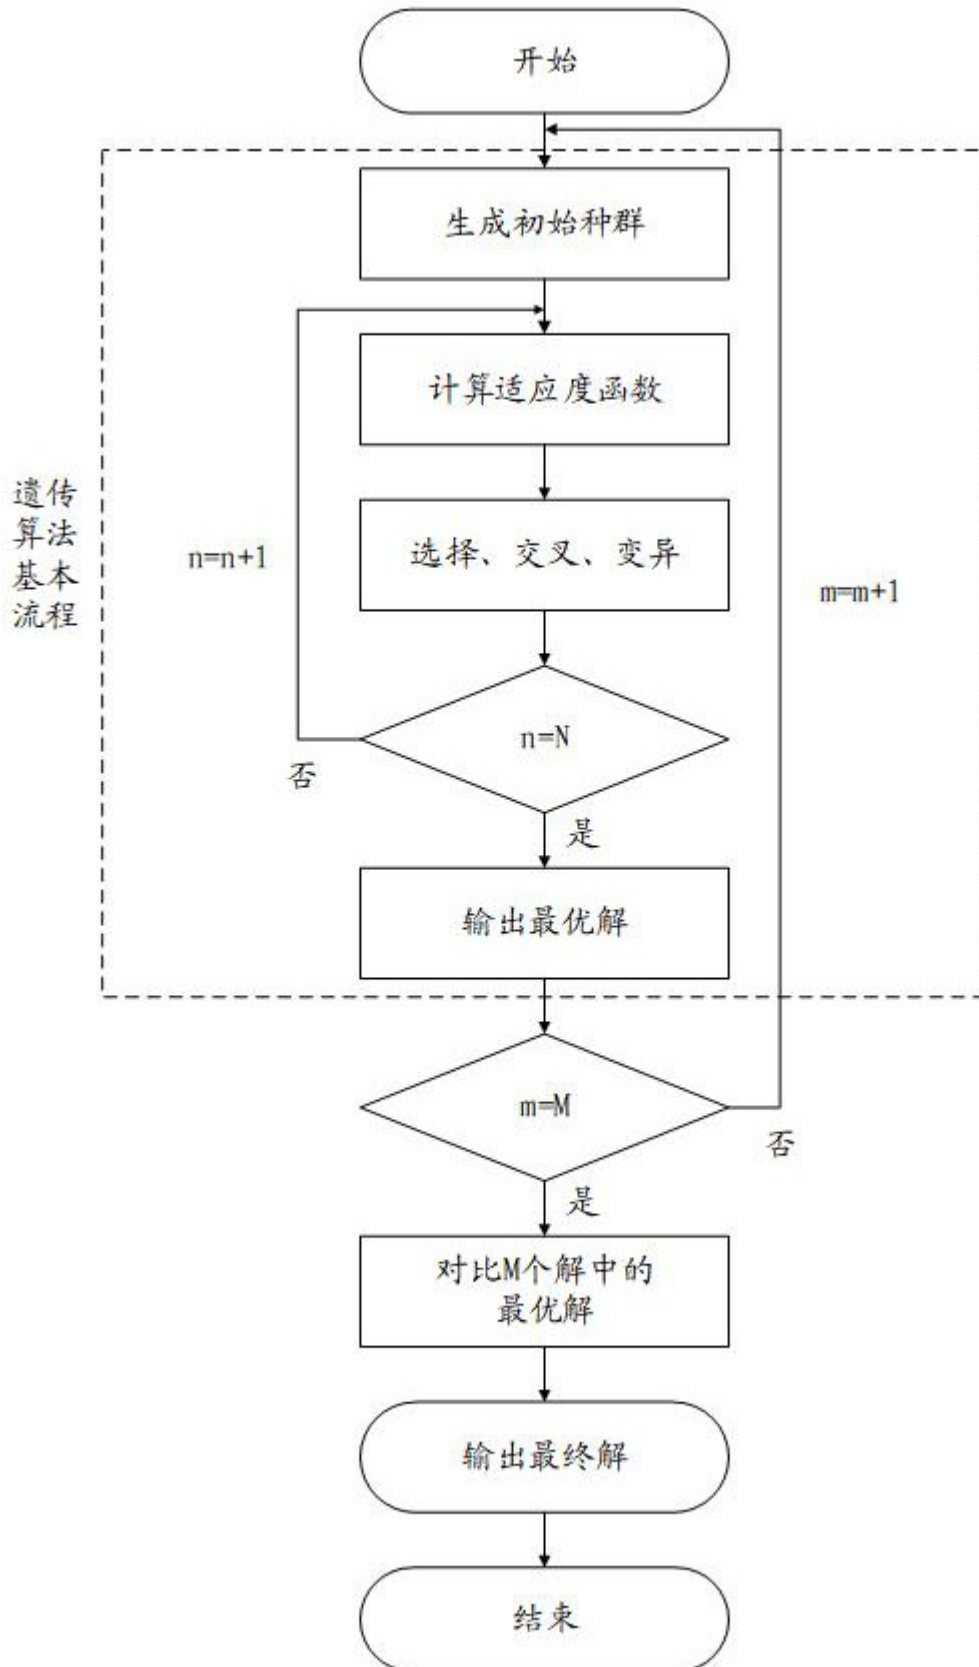 开始
生成初始种群
计算适应度函数
遗传
算法
基本
流程
n=n+1
选择、交叉、变异
m=m+1
n=N
否
是
输出最优解
m=M
否
是
对比M个解中的
最优解
输出最终解
结束